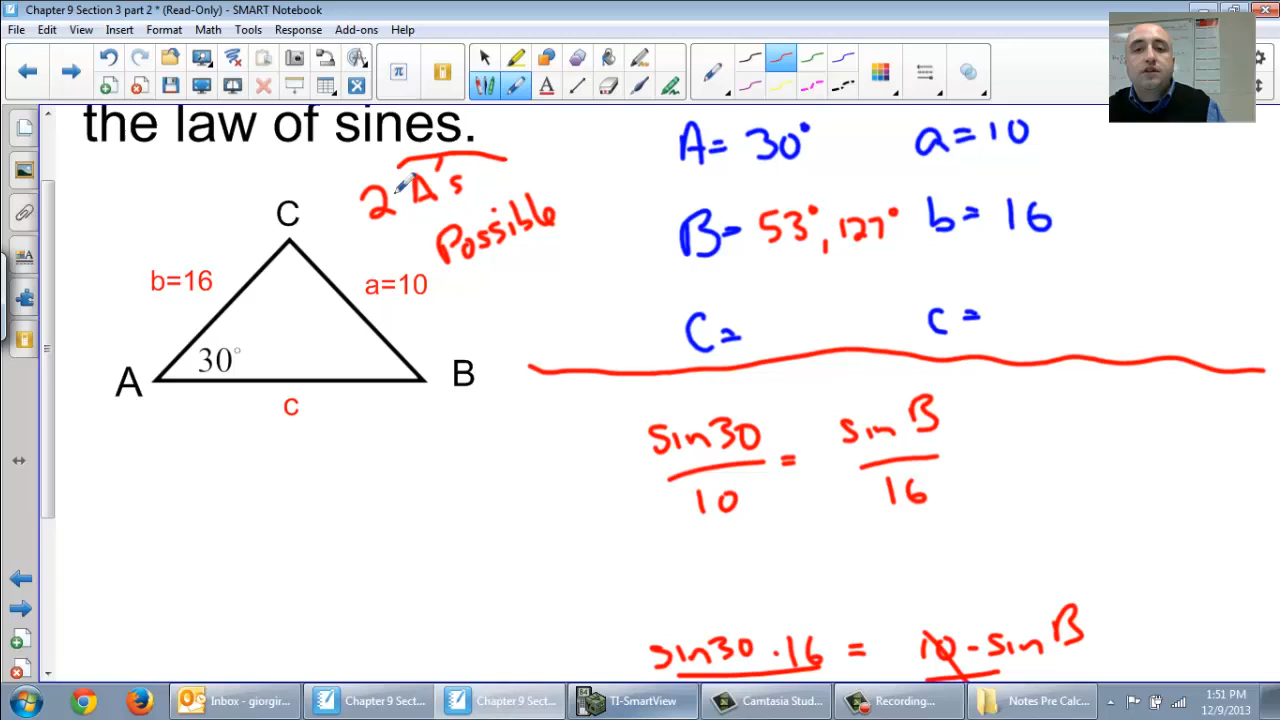 Chapter 9 Section 3 part 2 * (Read-Only) - SMART Notebook
File Edit View Insert Format Math Tools Response Add-ons Help
the law of sines.
2 Δ's
Possible
C
b=16
a=10
30°
A
B
c
A= 30° a=10
B= 53°, 127° b= 16
C= c=
sin30 / 10 = sin B / 16
sin30 · 16 = 10 · sin B
Inbox - giorgir...
Chapter 9 Sect...
Chapter 9 Sect...
TI-SmartView
Camtasia Stud...
Recording...
Notes Pre Calc...
1:51 PM
12/9/2013